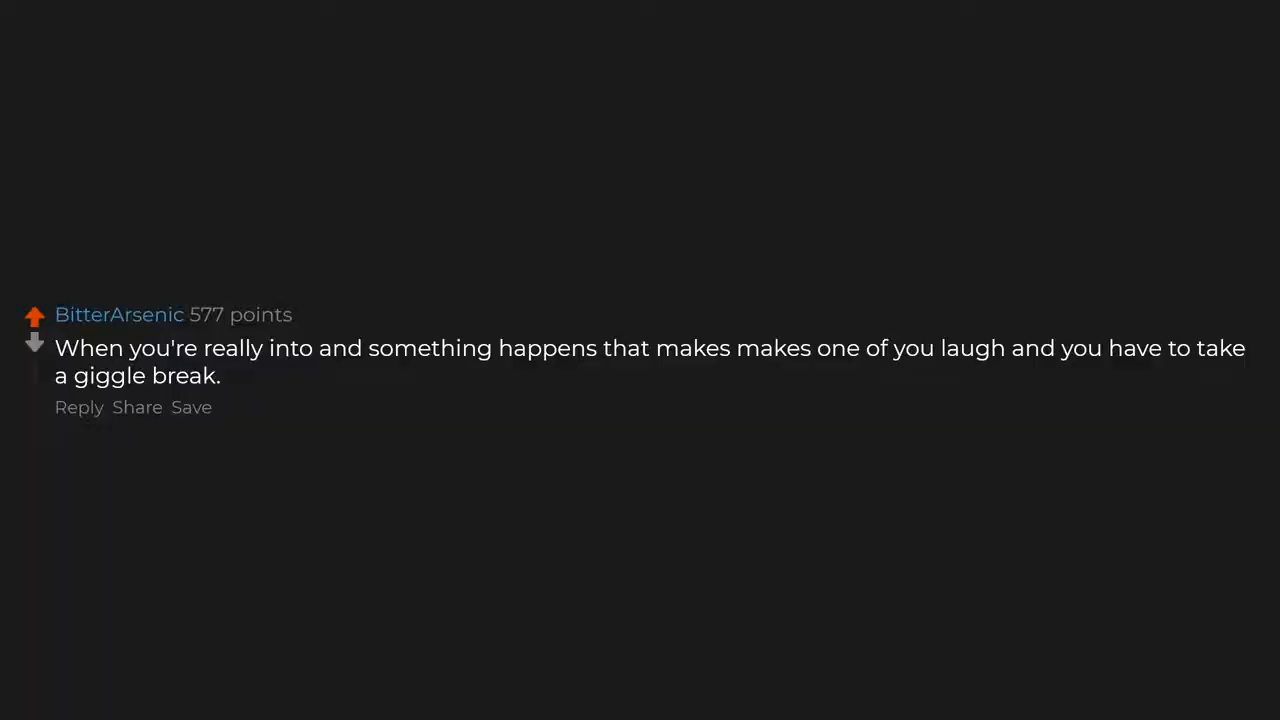 BitterArsenic 577 points
When you're really into and something happens that makes makes one of you laugh and you have to take
a giggle break.
Reply Share Save